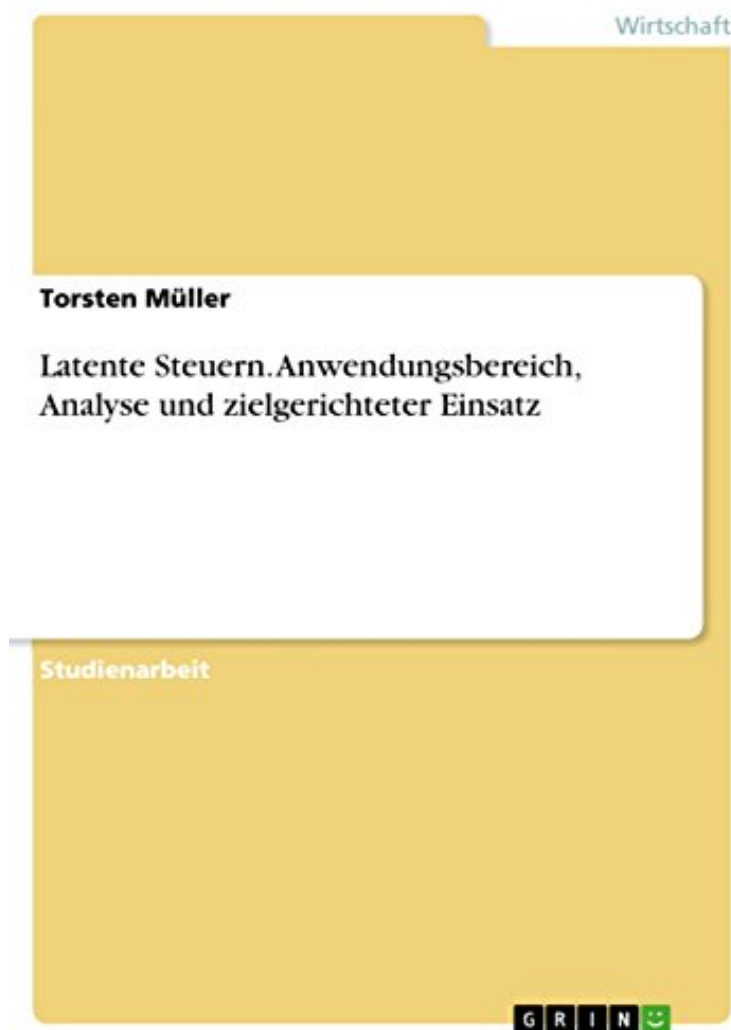 Wirtschaft
Torsten Müller
Latente Steuern. Anwendungsbereich,
Analyse und zielgerichteter Einsatz
Studienarbeit
GRIN